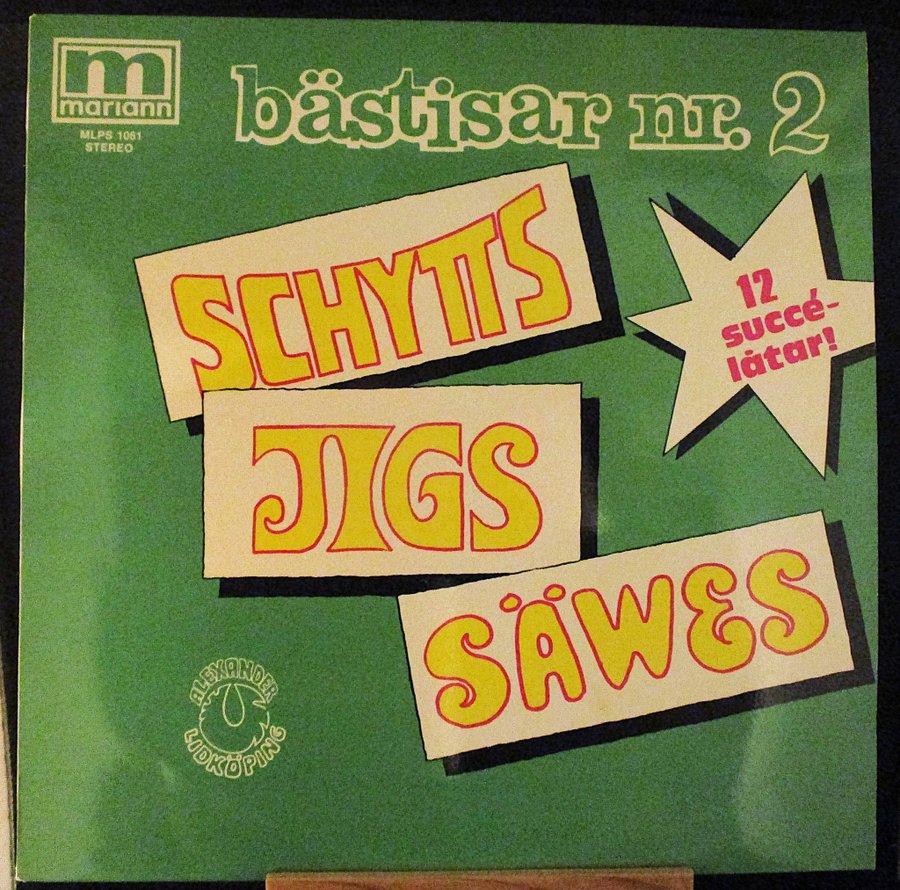 m
mariann
MLPS 1061
STEREO
bästisar nr. 2
SCHYTTS
12
succé-
låtar!
JIGS
SÄWES
ALEXANDER
LIDKÖPING